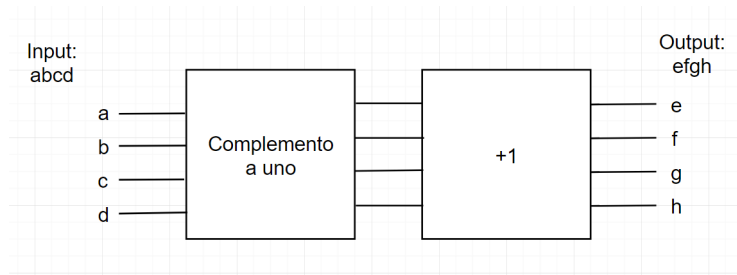 Input:
abcd
Output:
efgh
a
b
c
d
Complemento
a uno
+1
e
f
g
h